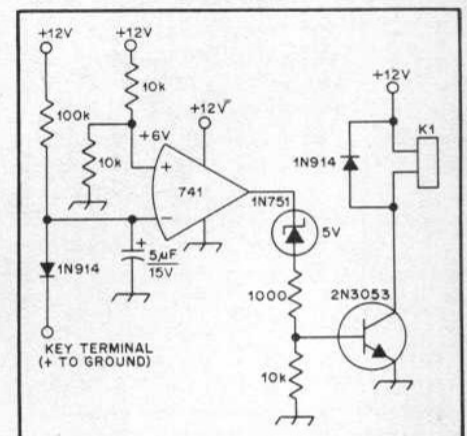 +12V
+12V
10k
100k
+12V
+6V
10k
+
741
−
1N914
+
5µF
15V
KEY TERMINAL
(+ TO GROUND)
1N751
5V
1000
10k
+12V
1N914
K1
2N3053